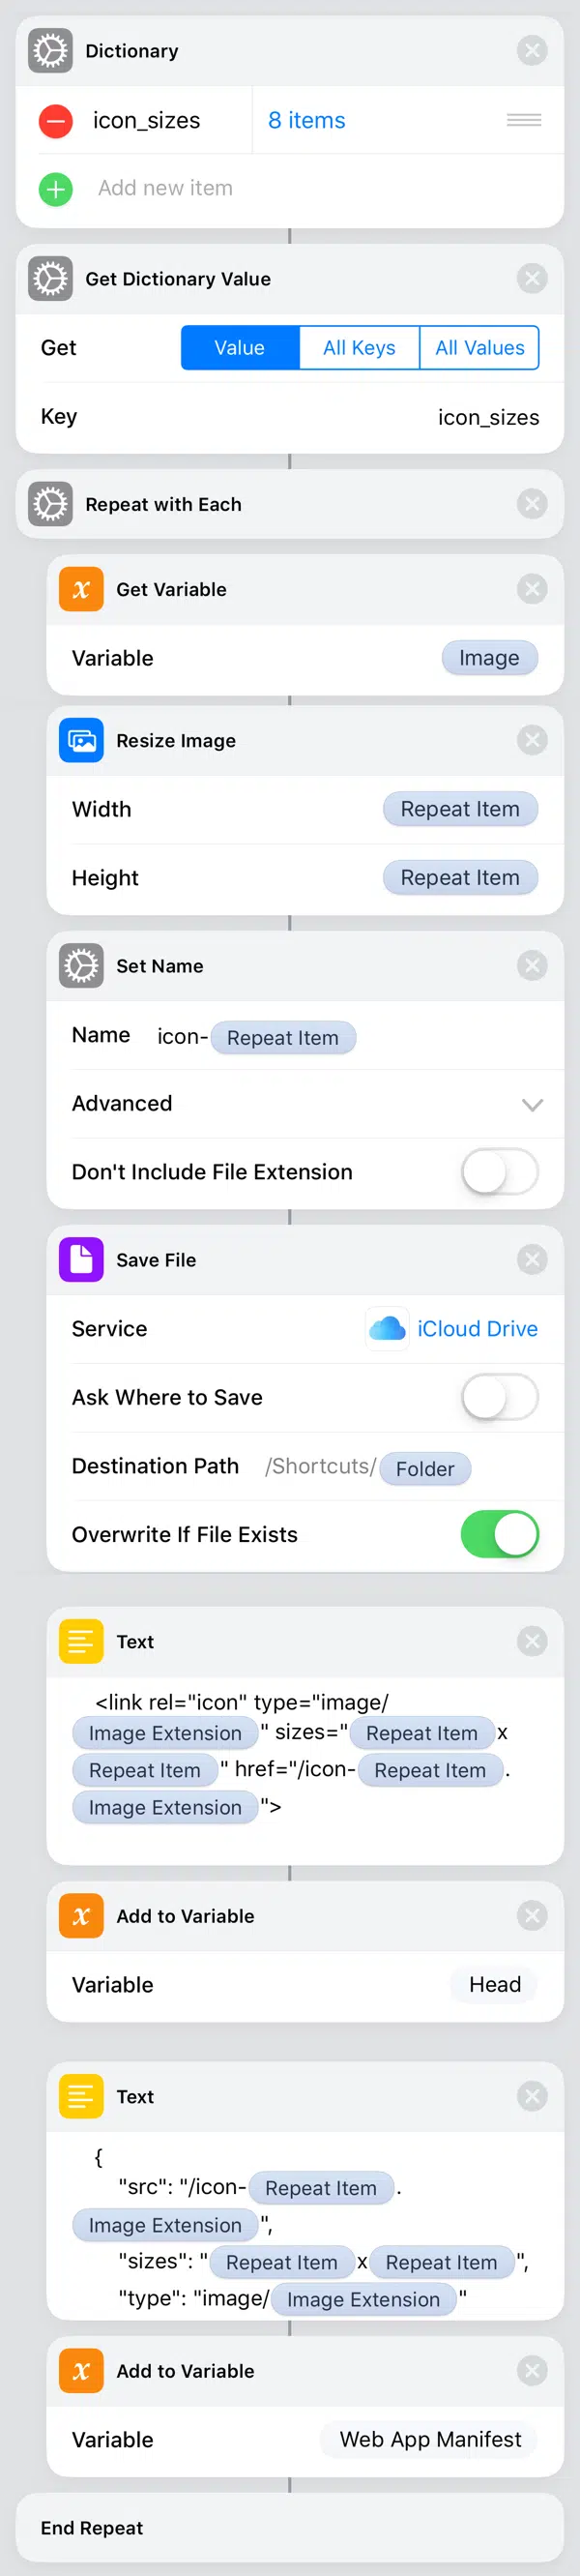 Dictionary
icon_sizes 8 items
Add new item
Get Dictionary Value
Get Value All Keys All Values
Key icon_sizes
Repeat with Each
x Get Variable
Variable Image
Resize Image
Width Repeat Item
Height Repeat Item
Set Name
Name icon-Repeat Item
Advanced
Don't Include File Extension
Save File
Service iCloud Drive
Ask Where to Save
Destination Path /Shortcuts/Folder
Overwrite If File Exists
Text
<link rel="icon" type="image/
Image Extension" sizes="Repeat Itemx
Repeat Item" href="/icon-Repeat Item.
Image Extension">
x Add to Variable
Variable Head
Text
{
"src": "/icon-Repeat Item.
Image Extension",
"sizes": "Repeat ItemxRepeat Item",
"type": "image/Image Extension"
x Add to Variable
Variable Web App Manifest
End Repeat